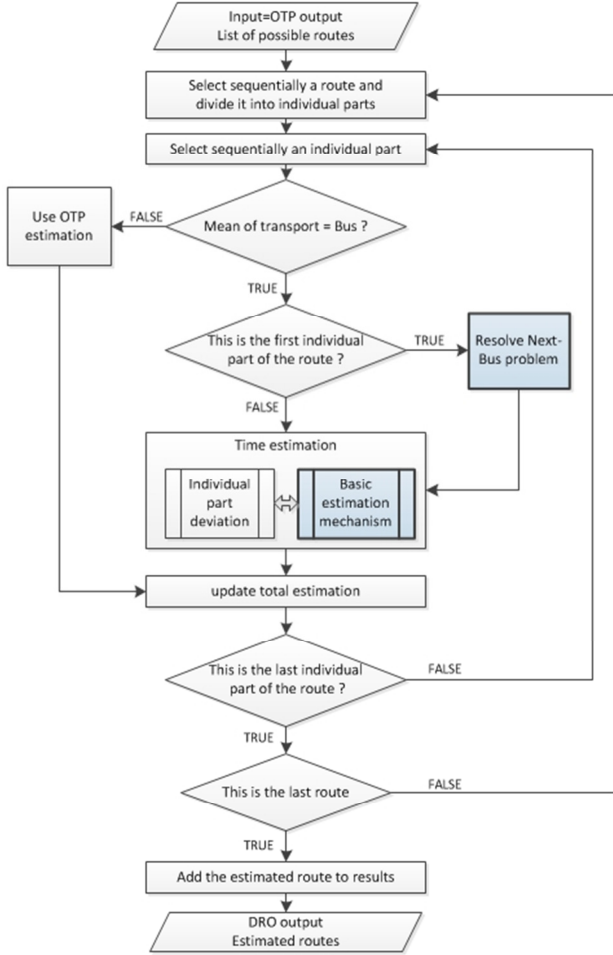 Input=OTP output
List of possible routes
Select sequentially a route and
divide it into individual parts
Select sequentially an individual part
Use OTP
estimation
FALSE
Mean of transport = Bus ?
TRUE
This is the first individual
part of the route ?
TRUE
Resolve Next-
Bus problem
FALSE
Time estimation
Individual
part
deviation
Basic
estimation
mechanism
update total estimation
This is the last individual
part of the route ?
FALSE
TRUE
This is the last route
FALSE
TRUE
Add the estimated route to results
DRO output
Estimated routes